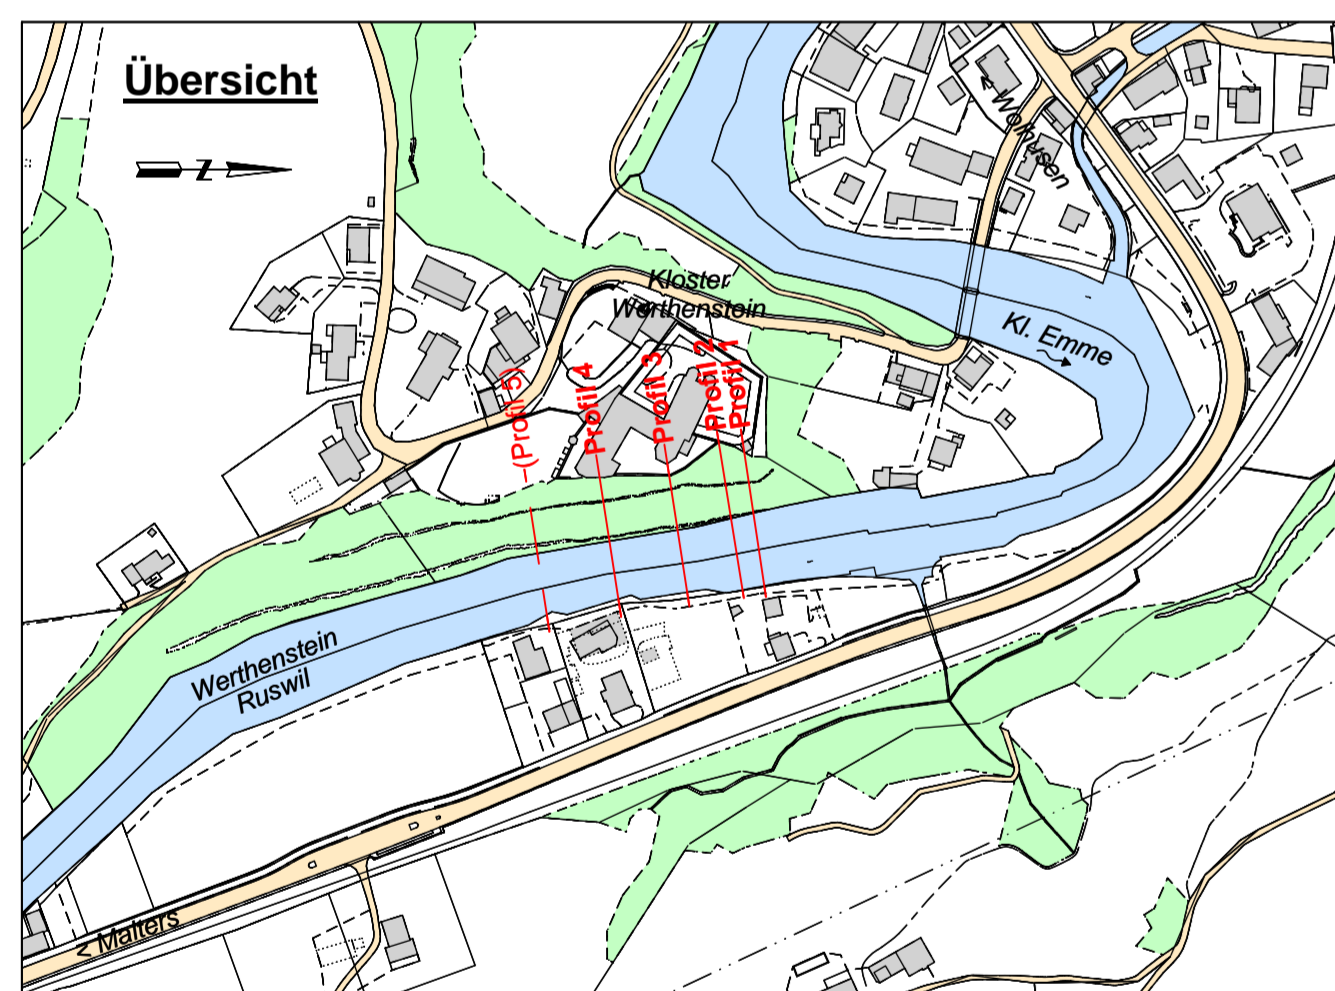 Übersicht
Z
< Wolhusen
Kloster
Werthenstein
Kl. Emme
(Profil 5)
Profil 4
Profil 3
Profil 2
Profil 1
Werthenstein
Ruswil
< Malters